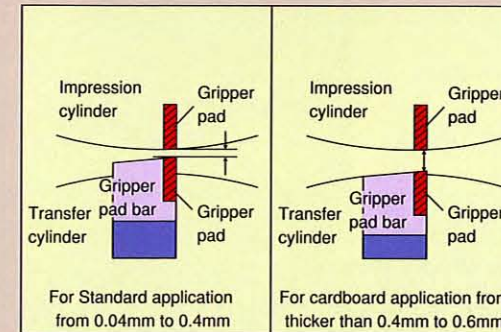 Impression
cylinder
Gripper
pad
Gripper
pad bar
Transfer
cylinder
Gripper
pad
For Standard application
from 0.04mm to 0.4mm
Impression
cylinder
Gripper
pad
Gripper
pad bar
Transfer
cylinder
Gripper
pad
For cardboard application from
thicker than 0.4mm to 0.6mm